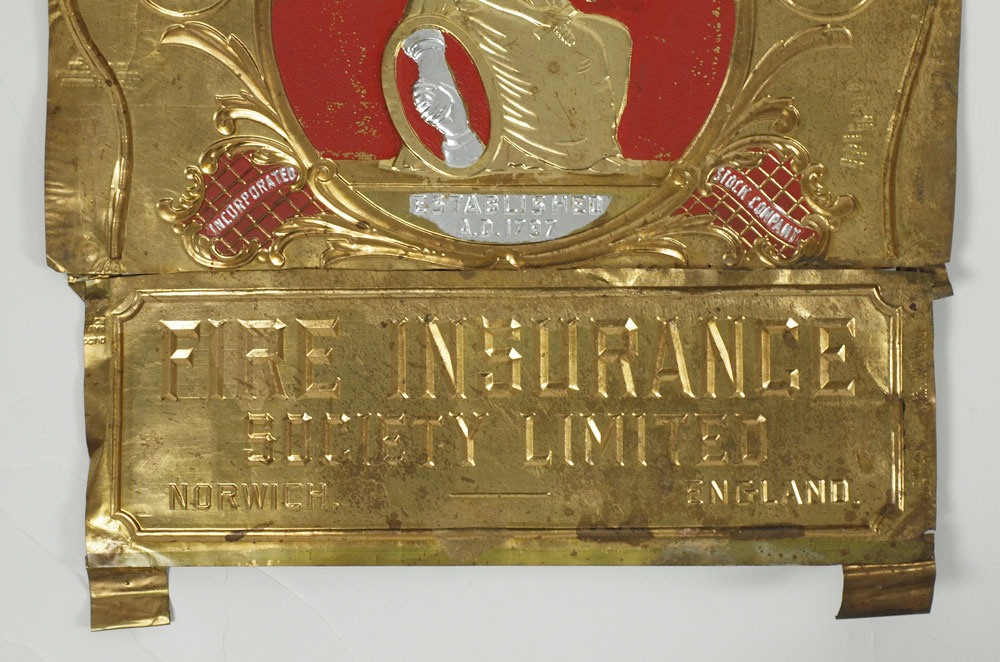 INCORPORATED
STOCK COMPANY
ESTABLISHED
A.D. 1797
FIRE INSURANCE
SOCIETY LIMITED
NORWICH. ENGLAND.